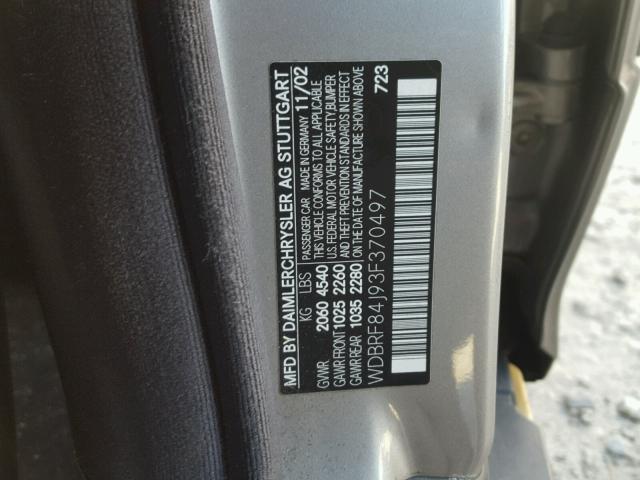 MFD BY DAIMLERCHRYSLER AG STUTTGART
PASSENGER CAR MADE IN GERMANY 11/02
KG LBS THIS VEHICLE CONFORMS TO ALL APPLICABLE
GVWR 2060 4540 U.S. FEDERAL MOTOR VEHICLE SAFETY, BUMPER
GAWR FRONT 1025 2260 & THEFT PREVENTION STANDARDS IN EFFECT
GAWR REAR 1035 2280 ON THE DATE OF MANUFACTURE SHOWN ABOVE
WDBRF84J93F370497 723